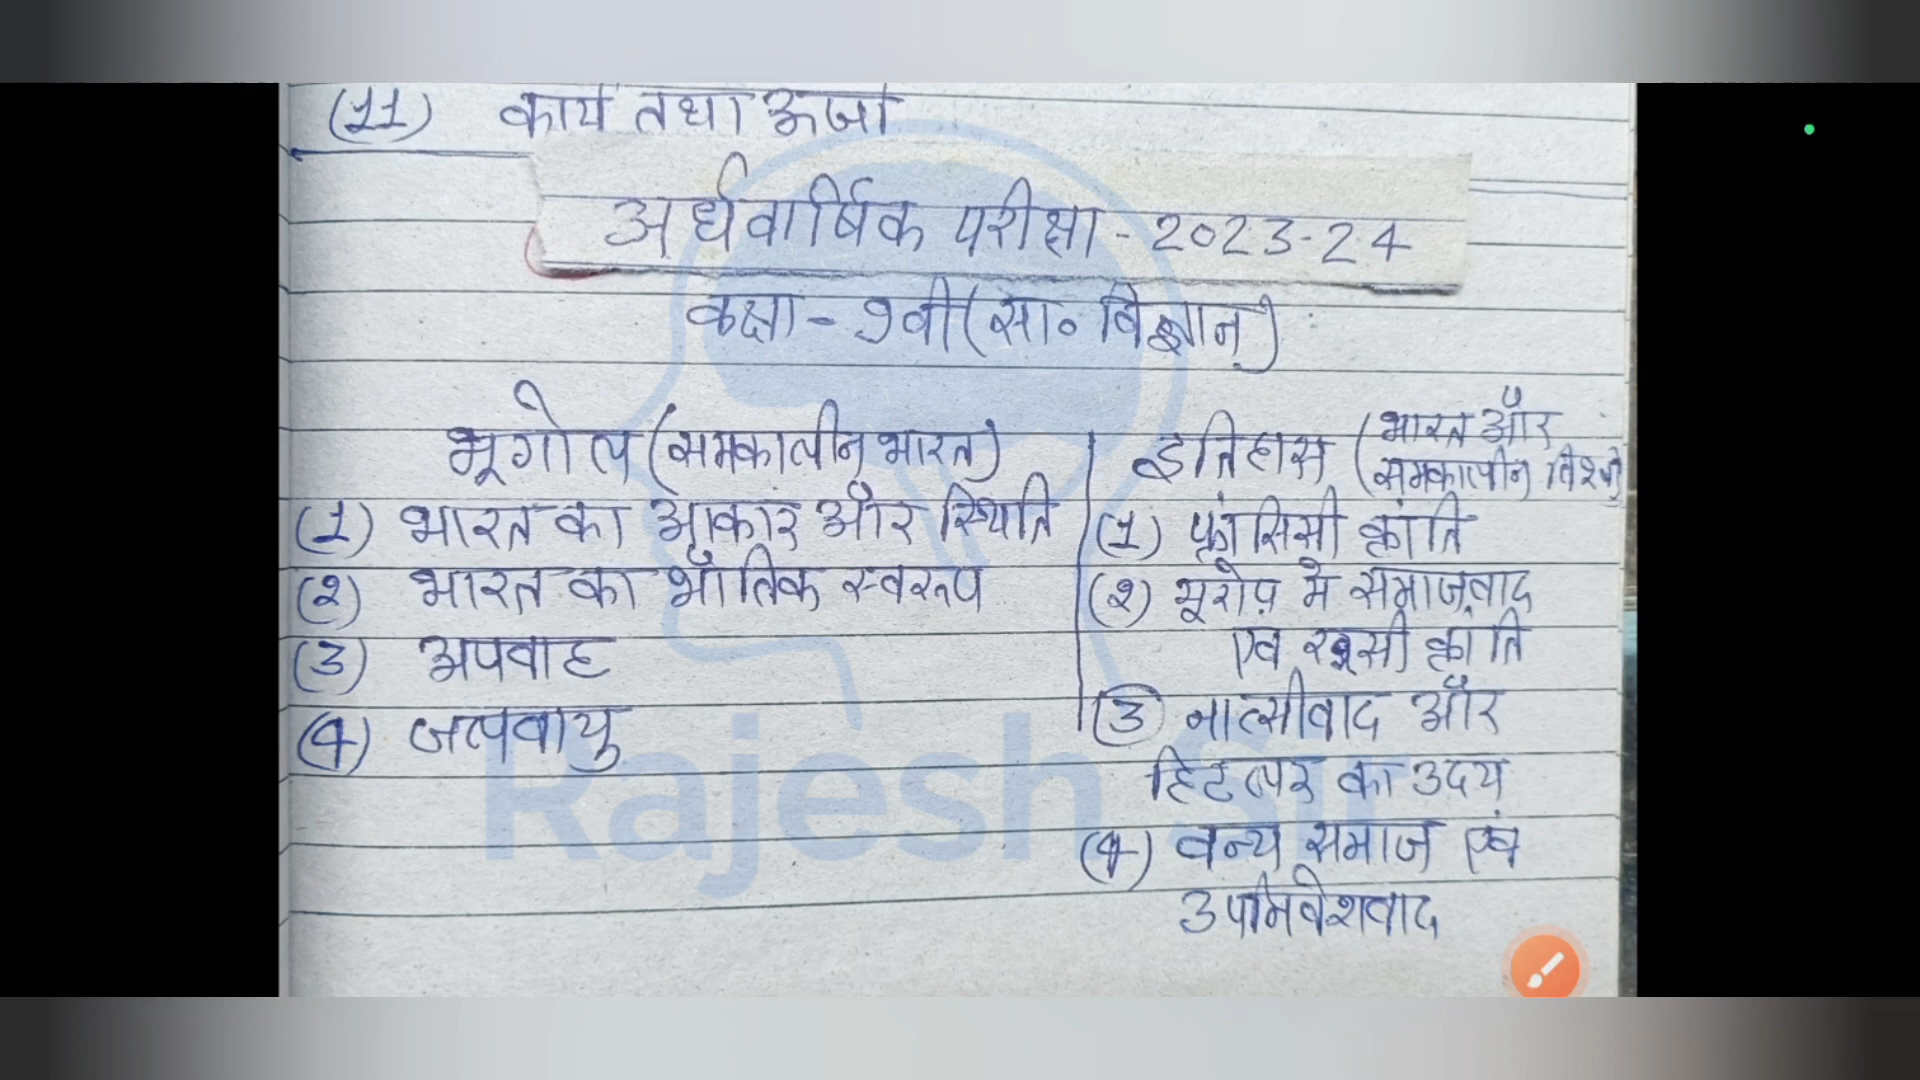 (11) कार्य तथा ऊर्जा
अर्धवार्षिक परीक्षा - 2023-24
कक्षा - 9वी (सा० विज्ञान)
भूगोल (समकालीन भारत)
(1) भारत का आकार और स्थिति
(2) भारत का भौतिक स्वरूप
(3) अपवाह
(4) जलवायु
इतिहास (भारत और
समकालीन विश्व)
(1) फ्रांसिसी क्रांति
(2) यूरोप मे समाजवाद
एवं रूसी क्रांति
(3) नात्सीवाद और
हिटलर का उदय
(4) वन्य समाज एवं
उपनिवेशवाद
Rajesh Sir